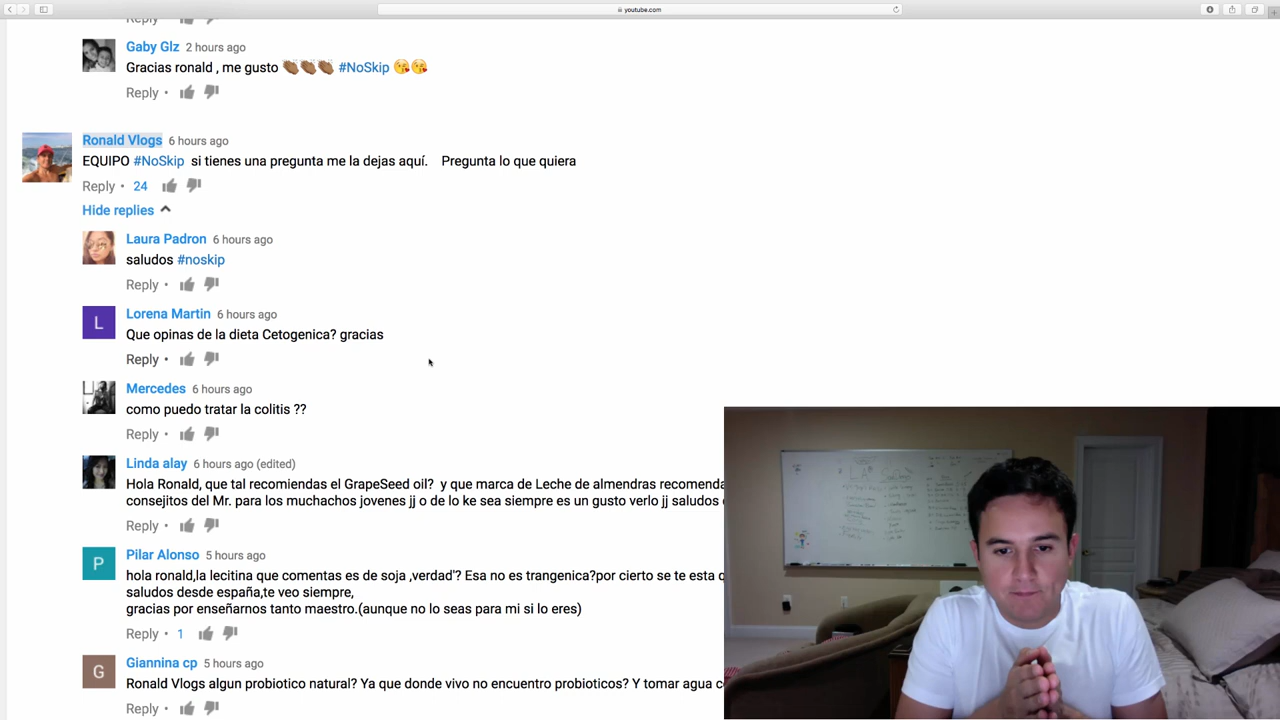 youtube.com
Reply
Gaby Glz 2 hours ago
Gracias ronald , me gusto 👏🏾👏🏾👏🏾 #NoSkip 😘😘
Reply •
Ronald Vlogs 6 hours ago
EQUIPO #NoSkip si tienes una pregunta me la dejas aquí. Pregunta lo que quiera
Reply • 24
Hide replies
Laura Padron 6 hours ago
saludos #noskip
Reply •
L
Lorena Martin 6 hours ago
Que opinas de la dieta Cetogenica? gracias
Reply •
Mercedes 6 hours ago
como puedo tratar la colitis ??
Reply •
Linda alay 6 hours ago (edited)
Hola Ronald, que tal recomiendas el GrapeSeed oil? y que marca de Leche de almendras recomenda
consejitos del Mr. para los muchachos jovenes jj o de lo ke sea siempre es un gusto verlo jj saludos
Reply •
P
Pilar Alonso 5 hours ago
hola ronald,la lecitina que comentas es de soja ,verdad'? Esa no es trangenica?por cierto se te esta
saludos desde españa,te veo siempre,
gracias por enseñarnos tanto maestro.(aunque no lo seas para mi si lo eres)
Reply • 1
G
Giannina cp 5 hours ago
Ronald Vlogs algun probiotico natural? Ya que donde vivo no encuentro probioticos? Y tomar agua
Reply •